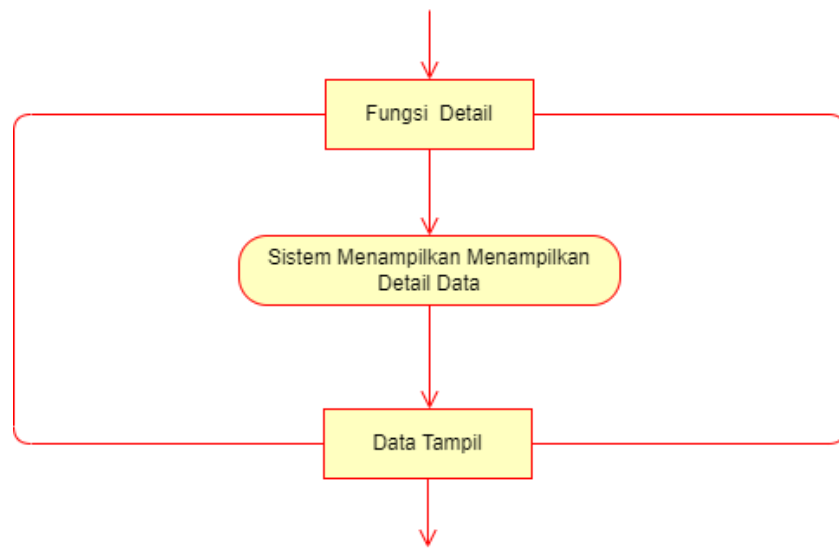 Fungsi  Detail
Sistem Menampilkan Menampilkan
Detail Data
Data Tampil